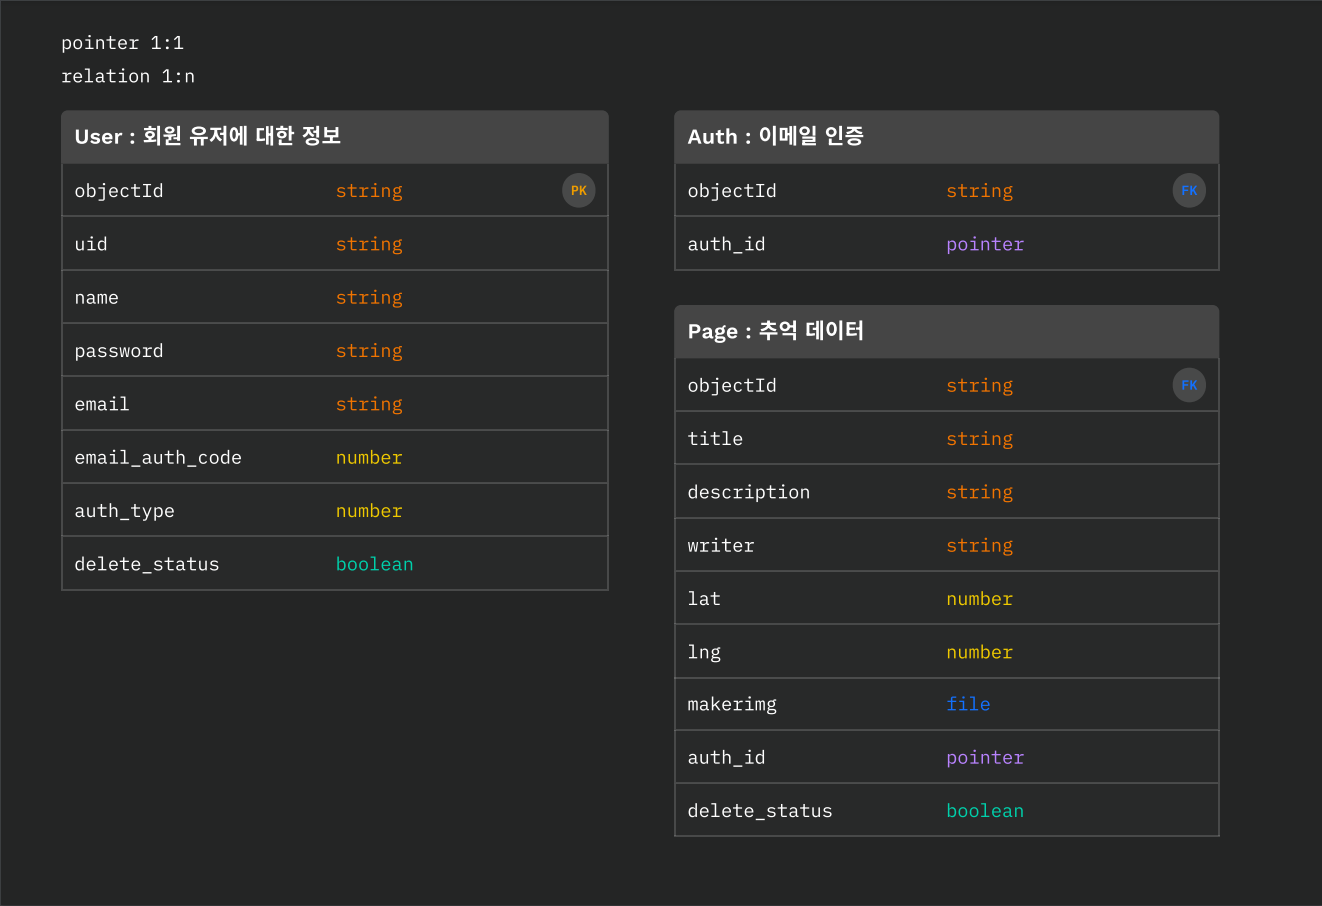 pointer 1:1
relation 1:n
User : 회원 유저에 대한 정보
objectId string PK
uid string
name string
password string
email string
email_auth_code number
auth_type number
delete_status boolean
Auth : 이메일 인증
objectId string FK
auth_id pointer
Page : 추억 데이터
objectId string FK
title string
description string
writer string
lat number
lng number
makerimg file
auth_id pointer
delete_status boolean